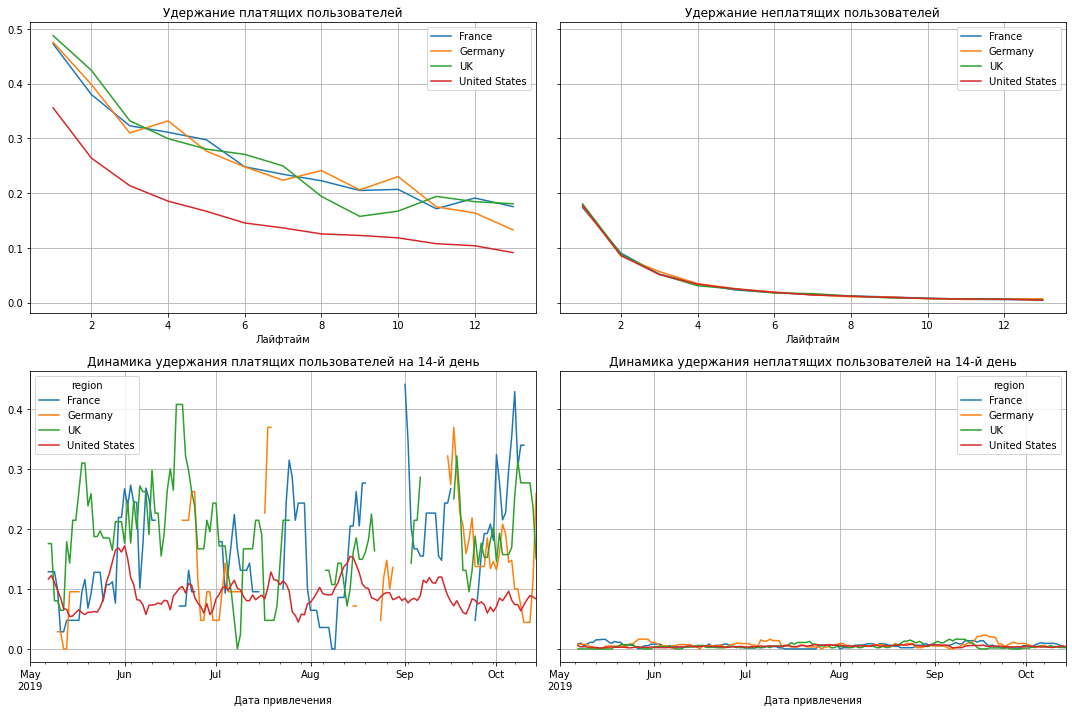 Удержание платящих пользователей
France
Germany
UK
United States
0.5
0.4
0.3
0.2
0.1
0.0
2 4 6 8 10 12
Лайфтайм
Удержание неплатящих пользователей
France
Germany
UK
United States
2 4 6 8 10 12
Лайфтайм
Динамика удержания платящих пользователей на 14-й день
region
France
Germany
UK
United States
0.4
0.3
0.2
0.1
0.0
May Jun Jul Aug Sep Oct
2019
Дата привлечения
Динамика удержания неплатящих пользователей на 14-й день
region
France
Germany
UK
United States
May Jun Jul Aug Sep Oct
2019
Дата привлечения